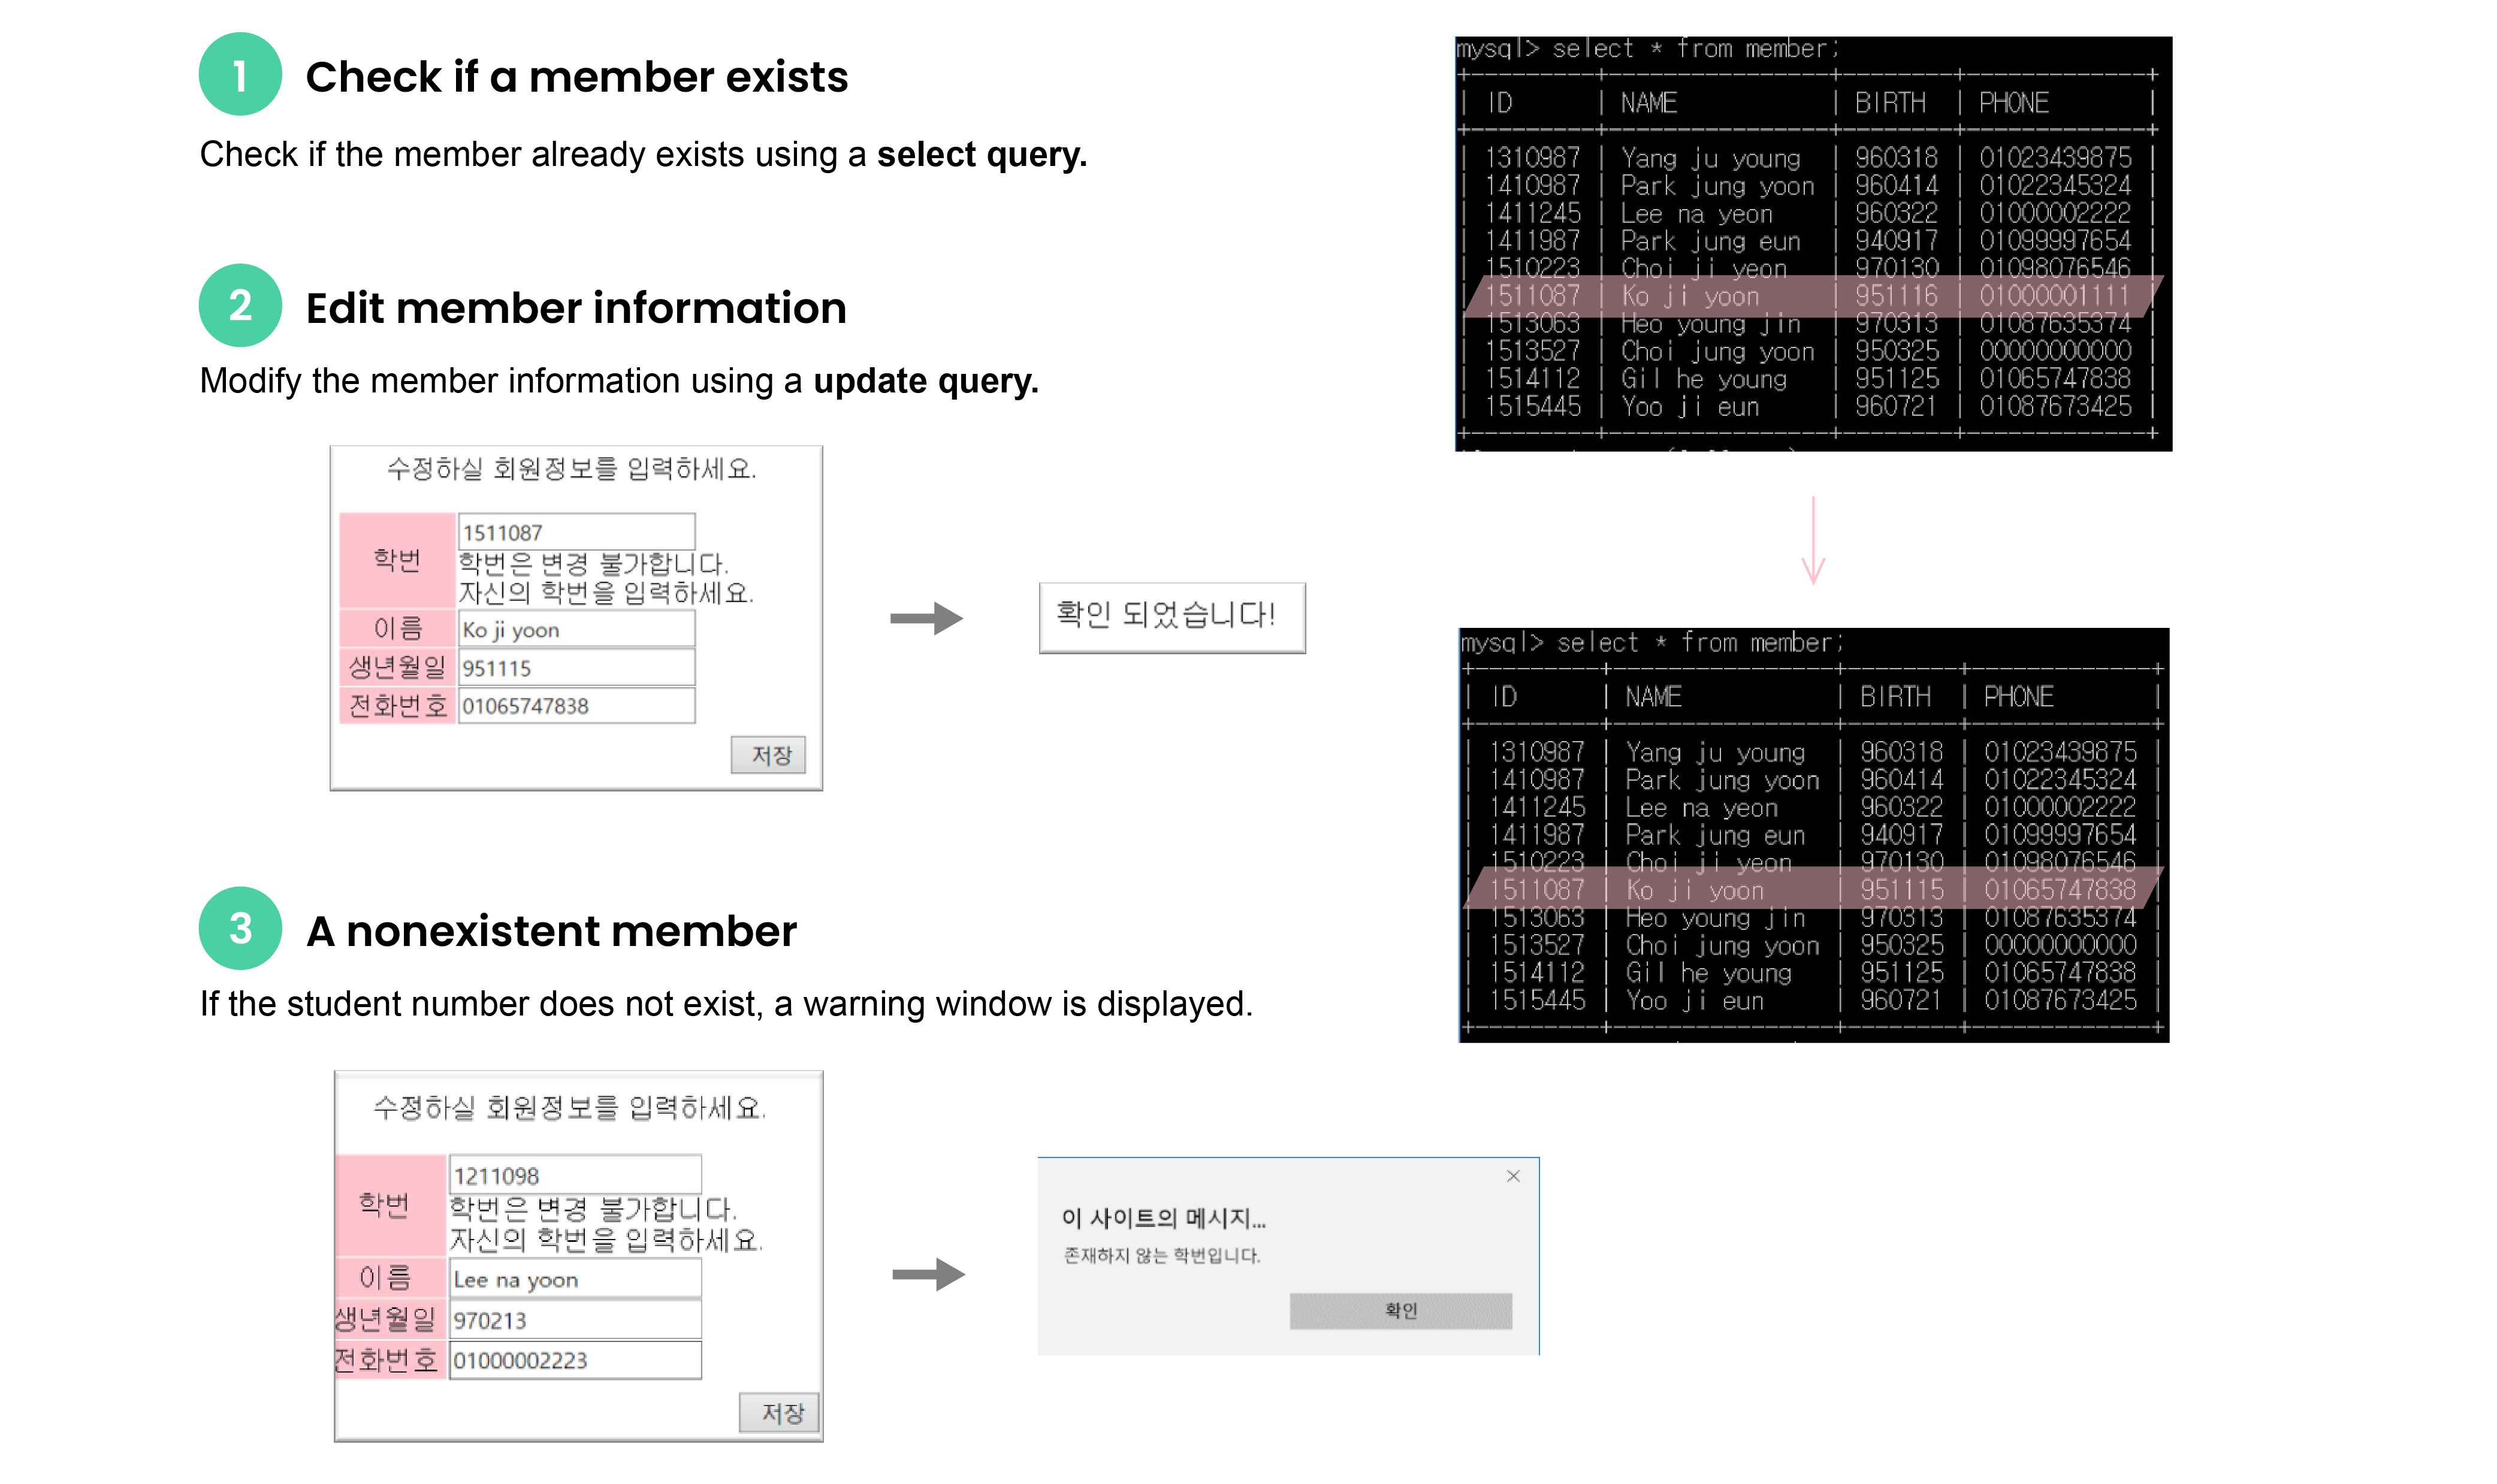 1 Check if a member exists
Check if the member already exists using a select query.
2 Edit member information
Modify the member information using a update query.
수정하실 회원정보를 입력하세요.
학번 1511087
학번은 변경 불가합니다.
자신의 학번을 입력하세요.
이름 Ko ji yoon
생년월일 951115
전화번호 01065747838
저장
확인 되었습니다!
3 A nonexistent member
If the student number does not exist, a warning window is displayed.
수정하실 회원정보를 입력하세요.
학번 1211098
학번은 변경 불가합니다.
자신의 학번을 입력하세요.
이름 Lee na yoon
생년월일 970213
전화번호 01000002223
저장
이 사이트의 메시지...
존재하지 않는 학번입니다.
확인
mysql> select * from member;
| ID | NAME | BIRTH | PHONE |
| 1310987 | Yang ju young | 960318 | 01023439875 |
| 1410987 | Park jung yoon | 960414 | 01022345324 |
| 1411245 | Lee na yeon | 960322 | 01000002222 |
| 1411987 | Park jung eun | 940917 | 01099997654 |
| 1510223 | Choi ji yeon | 970130 | 01098076546 |
| 1511087 | Ko ji yoon | 951116 | 01000001111 |
| 1513063 | Heo young jin | 970313 | 01087635374 |
| 1513527 | Choi jung yoon | 950325 | 00000000000 |
| 1514112 | Gil he young | 951125 | 01065747838 |
| 1515445 | Yoo ji eun | 960721 | 01087673425 |
mysql> select * from member;
| ID | NAME | BIRTH | PHONE |
| 1310987 | Yang ju young | 960318 | 01023439875 |
| 1410987 | Park jung yoon | 960414 | 01022345324 |
| 1411245 | Lee na yeon | 960322 | 01000002222 |
| 1411987 | Park jung eun | 940917 | 01099997654 |
| 1510223 | Choi ji yeon | 970130 | 01098076546 |
| 1511087 | Ko ji yoon | 951115 | 01065747838 |
| 1513063 | Heo young jin | 970313 | 01087635374 |
| 1513527 | Choi jung yoon | 950325 | 00000000000 |
| 1514112 | Gil he young | 951125 | 01065747838 |
| 1515445 | Yoo ji eun | 960721 | 01087673425 |